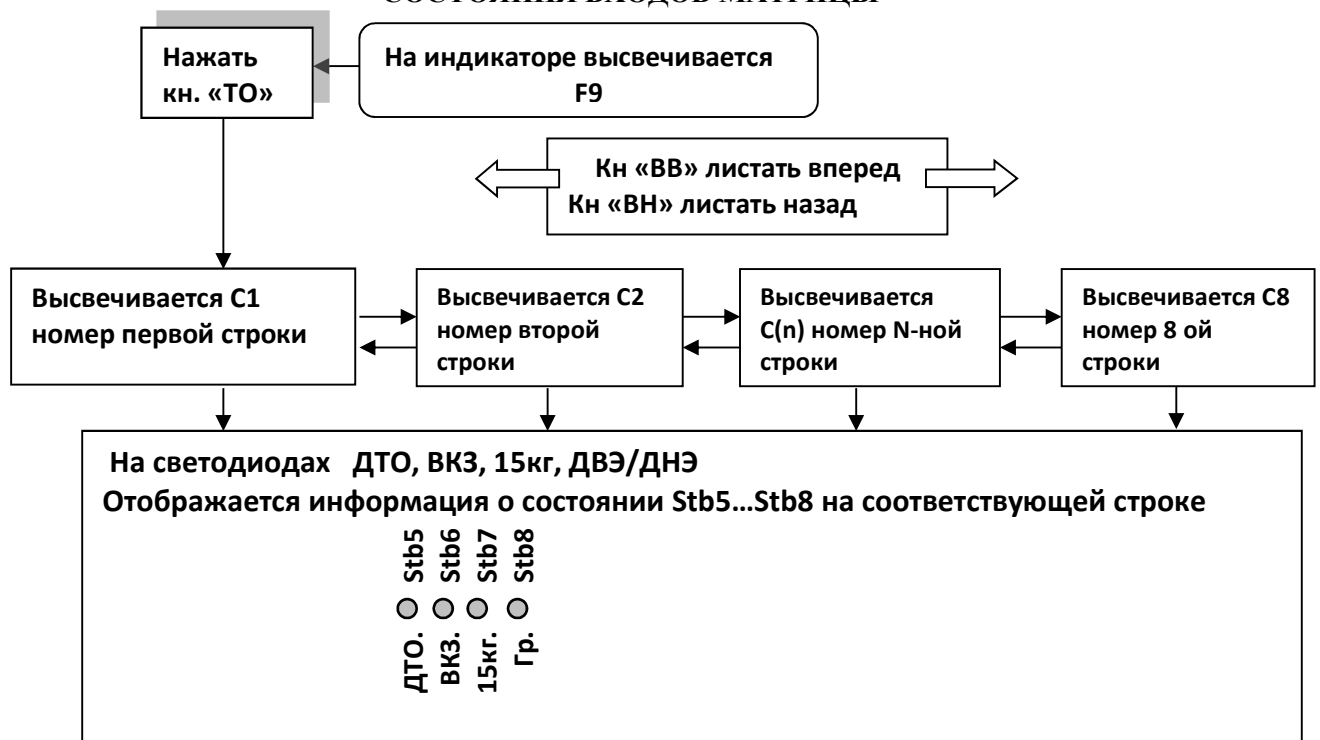 СОСТОЯНИЯ ВХОДОВ МАТРИЦЫ
Нажать
кн. «ТО»
На индикаторе высвечивается
F9
Кн «ВВ» листать вперед
Кн «ВН» листать назад
Высвечивается С1
номер первой строки
Высвечивается С2
номер второй
строки
Высвечивается
С(n) номер N-ной
строки
Высвечивается С8
номер 8 ой
строки
На светодиодах ДТО, ВКЗ, 15кг, ДВЭ/ДНЭ
Отображается информация о состоянии Stb5...Stb8 на соответствующей строке
Stb5
Stb6
Stb7
Stb8
ДТО.
ВКЗ.
15кг.
Гр.